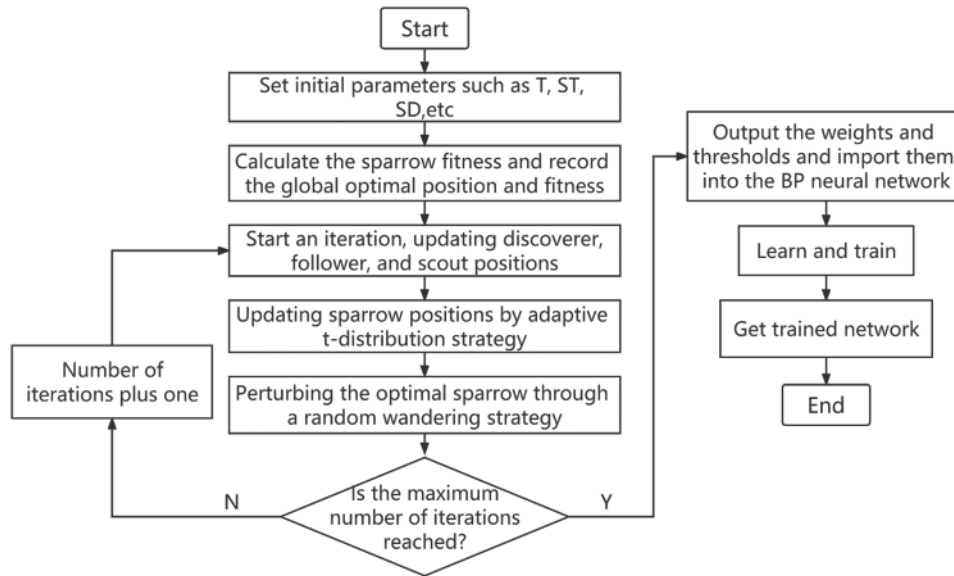 Start
Set initial parameters such as T, ST,
SD,etc
Calculate the sparrow fitness and record
the global optimal position and fitness
Start an iteration, updating discoverer,
follower, and scout positions
Updating sparrow positions by adaptive
t-distribution strategy
Perturbing the optimal sparrow through
a random wandering strategy
Is the maximum
number of iterations
reached?
N
Number of
iterations plus one
Y
Output the weights and
thresholds and import them
into the BP neural network
Learn and train
Get trained network
End